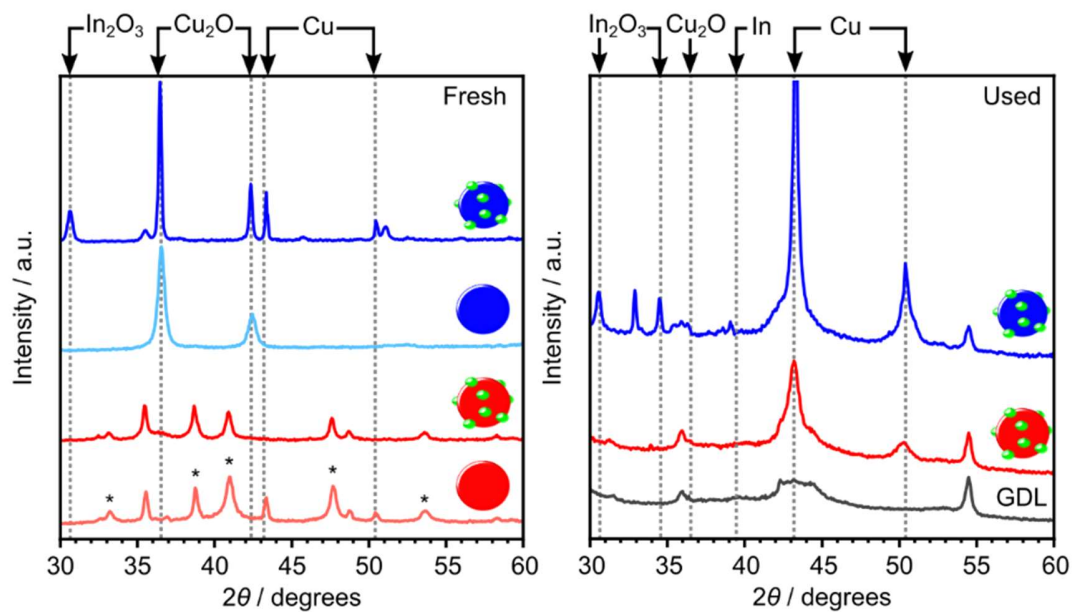 In₂O₃ Cu₂O Cu
Fresh
*
*
*
*
*
30 35 40 45 50 55 60
2θ / degrees
Intensity / a.u.
In₂O₃ Cu₂O In Cu
Used
GDL
30 35 40 45 50 55 60
2θ / degrees
Intensity / a.u.